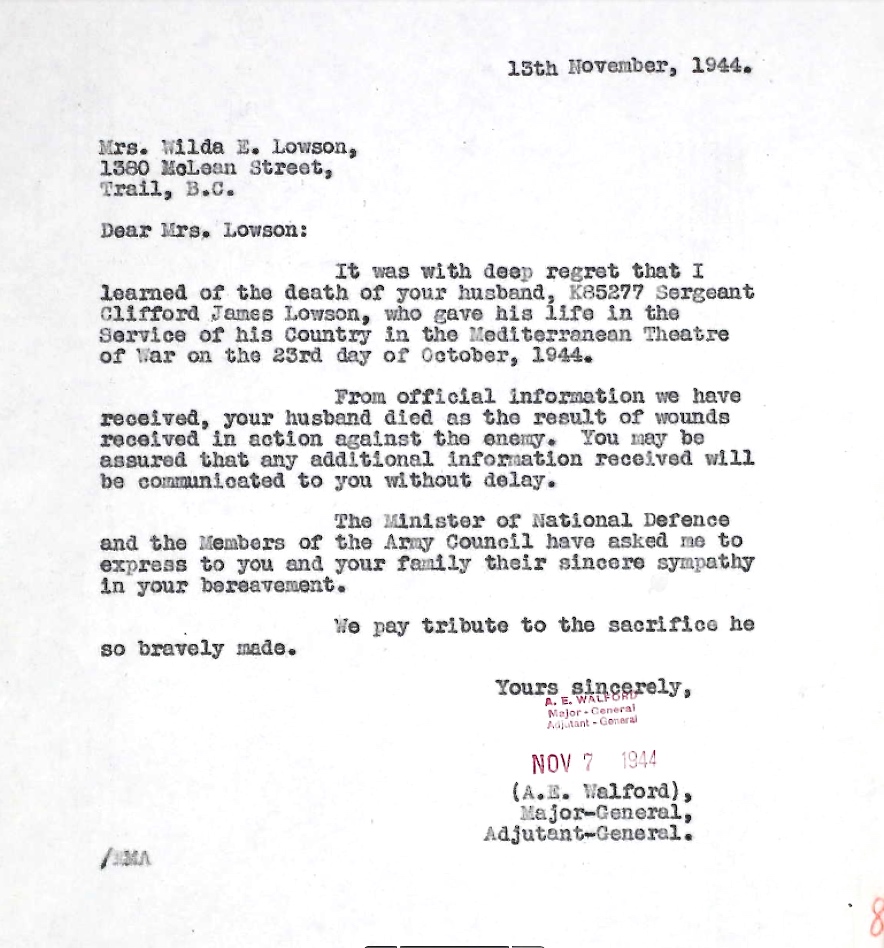 13th November, 1944.
Mrs. Wilda E. Lowson,
1380 McLean Street,
Trail, B.C.
Dear Mrs. Lowson:
It was with deep regret that I
learned of the death of your husband, K85277 Sergeant
Clifford James Lowson, who gave his life in the
Service of his Country in the Mediterranean Theatre
of War on the 23rd day of October, 1944.
From official information we have
received, your husband died as the result of wounds
received in action against the enemy. You may be
assured that any additional information received will
be communicated to you without delay.
The Minister of National Defence
and the Members of the Army Council have asked me to
express to you and your family their sincere sympathy
in your bereavement.
We pay tribute to the sacrifice he
so bravely made.
Yours sincerely,
A. E. WALFORD
Major - General
Adjutant - General
NOV 7 1944
(A.E. Walford),
Major-General,
Adjutant-General.
8